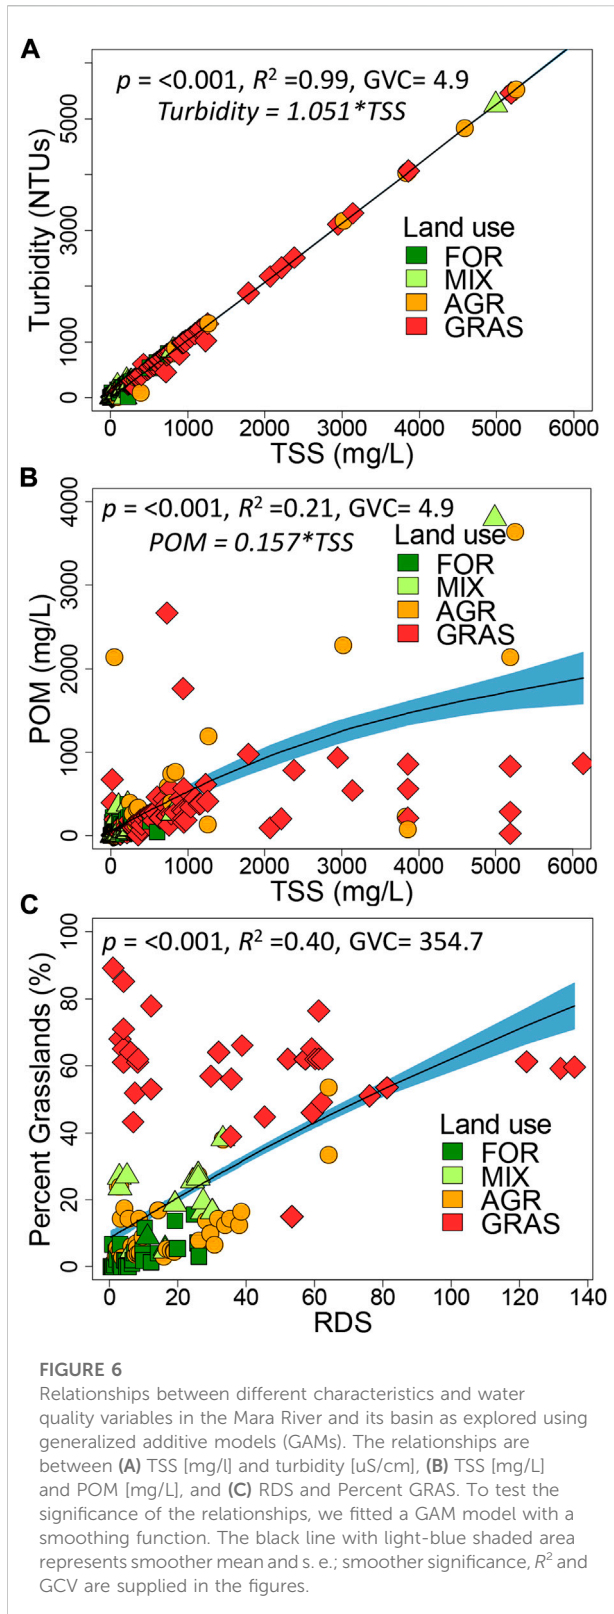 A
p = <0.001, R² =0.99, GVC= 4.9
Turbidity = 1.051*TSS
Turbidity (NTUs)
5000
3000
1000
0
Land use
FOR
MIX
AGR
GRAS
0 1000 2000 3000 4000 5000 6000
TSS (mg/L)
B
p = <0.001, R² =0.21, GVC= 4.9
POM = 0.157*TSS
POM (mg/L)
4000
3000
2000
1000
0
Land use
FOR
MIX
AGR
GRAS
0 1000 2000 3000 4000 5000 6000
TSS (mg/L)
C
p = <0.001, R² =0.40, GVC= 354.7
Percent Grasslands (%)
100
80
60
40
20
0
Land use
FOR
MIX
AGR
GRAS
0 20 40 60 80 100 120 140
RDS
FIGURE 6
Relationships between different characteristics and water
quality variables in the Mara River and its basin as explored using
generalized additive models (GAMs). The relationships are
between (A) TSS [mg/l] and turbidity [uS/cm], (B) TSS [mg/L]
and POM [mg/L], and (C) RDS and Percent GRAS. To test the
significance of the relationships, we fitted a GAM model with a
smoothing function. The black line with light-blue shaded area
represents smoother mean and s. e.; smoother significance, R² and
GCV are supplied in the figures.